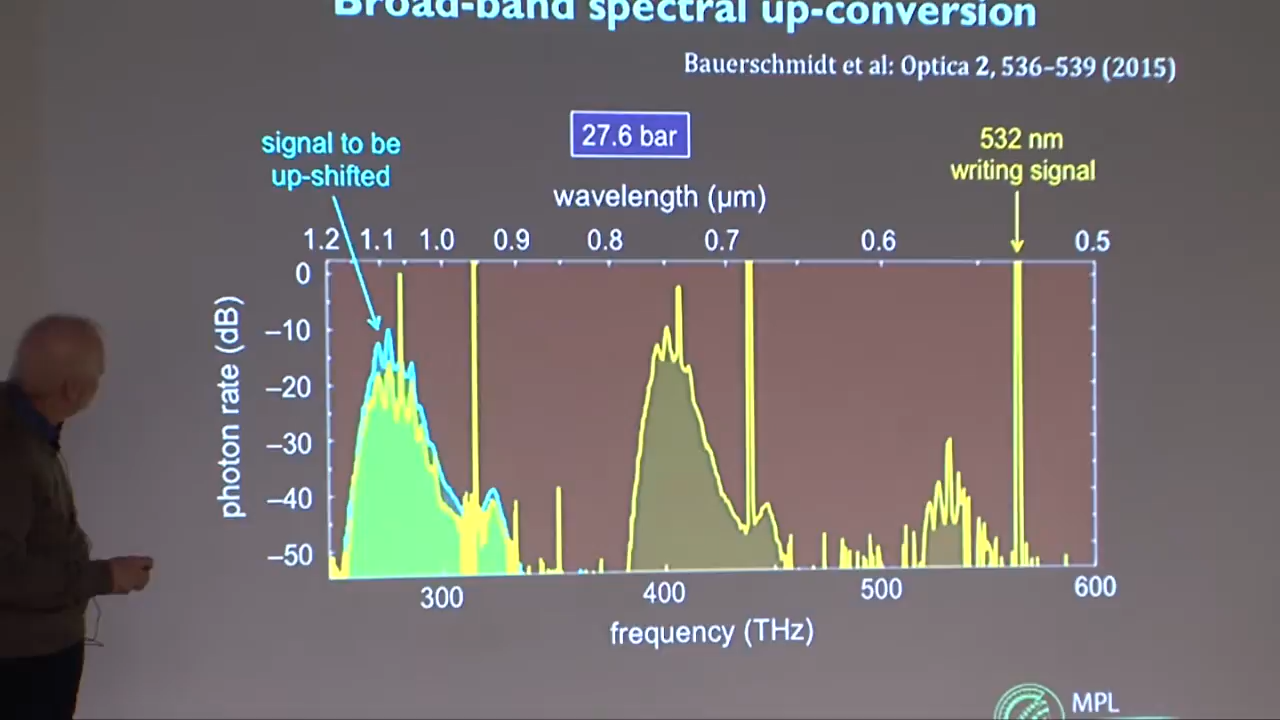 Broad-band spectral up-conversion
Bauerschmidt et al: Optica 2, 536–539 (2015)
signal to be
up-shifted
27.6 bar
532 nm
writing signal
wavelength (μm)
1.2 1.1 1.0 0.9 0.8 0.7 0.6 0.5
photon rate (dB)
0
−10
−20
−30
−40
−50
300 400 500 600
frequency (THz)
MPL